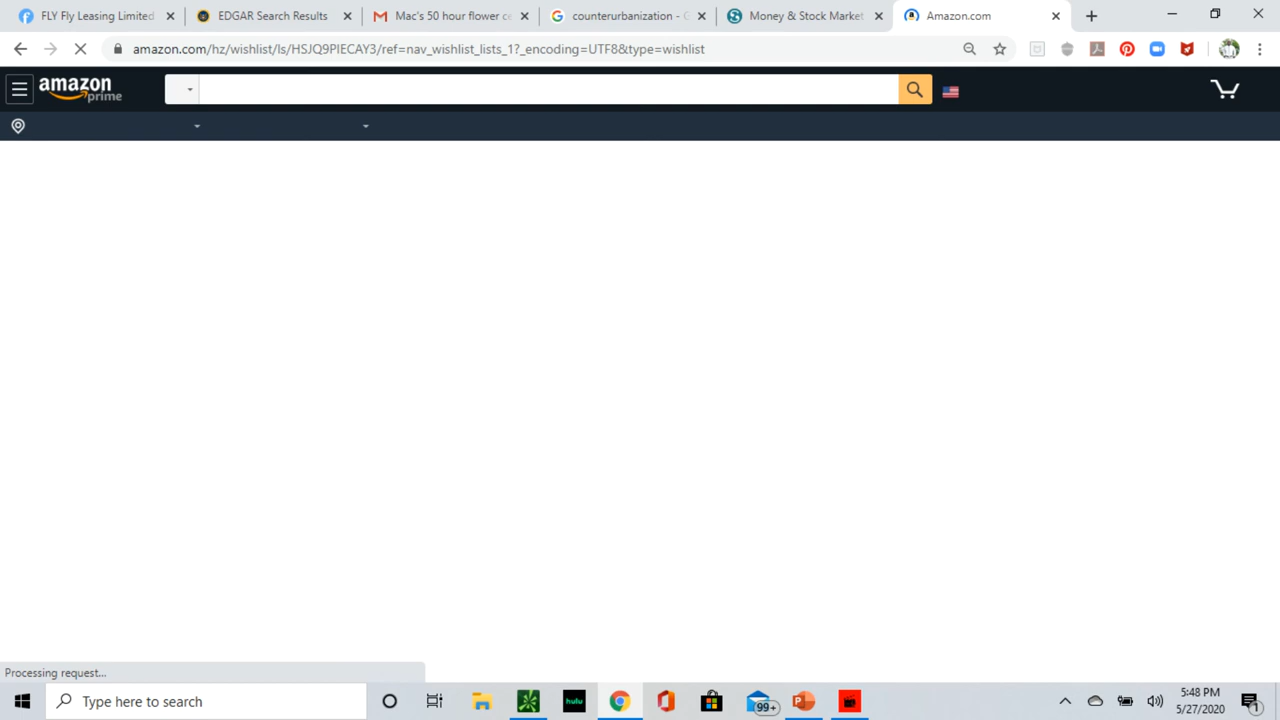 FLY Fly Leasing Limited
EDGAR Search Results
Mac's 50 hour flower ce
counterurbanization - G
Money & Stock Market
Amazon.com
amazon.com/hz/wishlist/ls/HSJQ9PIECAY3/ref=nav_wishlist_lists_1?_encoding=UTF8&type=wishlist
amazon
prime
Processing request...
Type here to search
hulu
99+
5:48 PM
5/27/2020
1